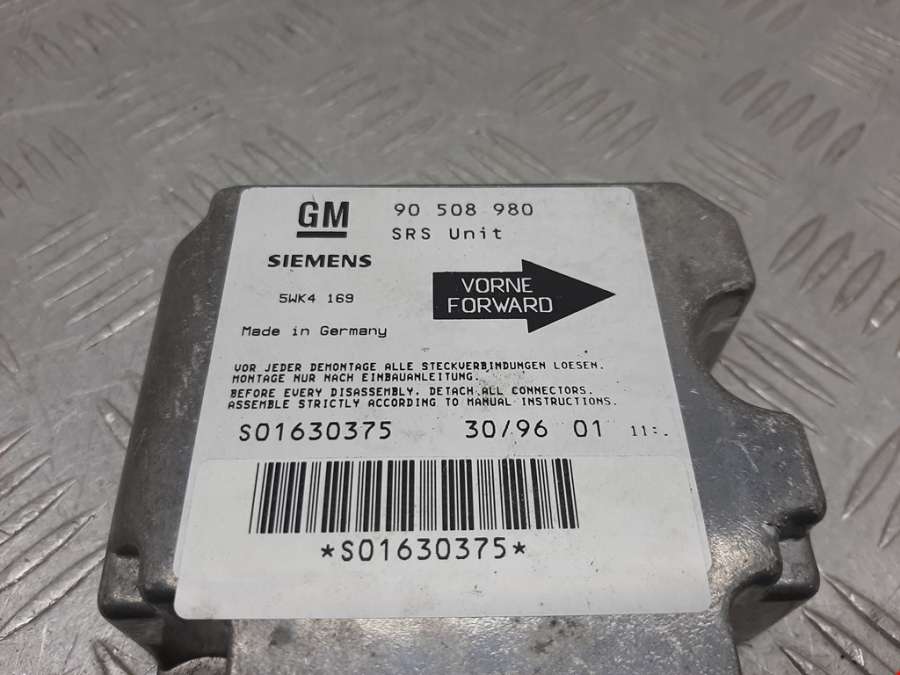 GM 90 508 980
SRS Unit
SIEMENS
VORNE
FORWARD
5WK4 169
Made in Germany
VOR JEDER DEMONTAGE ALLE STECKVERBINDUNGEN LOESEN.
MONTAGE NUR NACH EINBAUANLEITUNG.
BEFORE EVERY DISASSEMBLY, DETACH ALL CONNECTORS.
ASSEMBLE STRICTLY ACCORDING TO MANUAL INSTRUCTIONS.
S01630375 30/96 01
*S01630375*